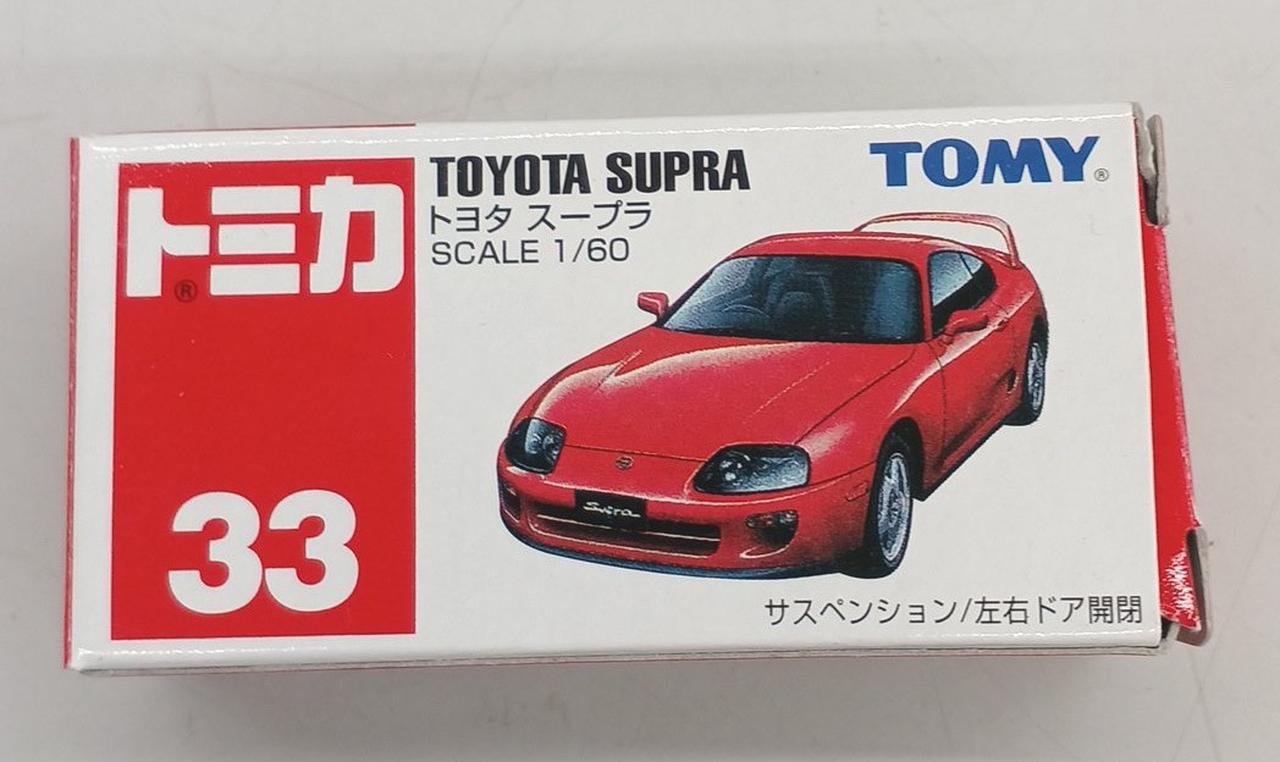 トミカ®
33
TOYOTA SUPRA
トヨタ スープラ
SCALE 1/60
TOMY®
Supra
サスペンション/左右ドア開閉